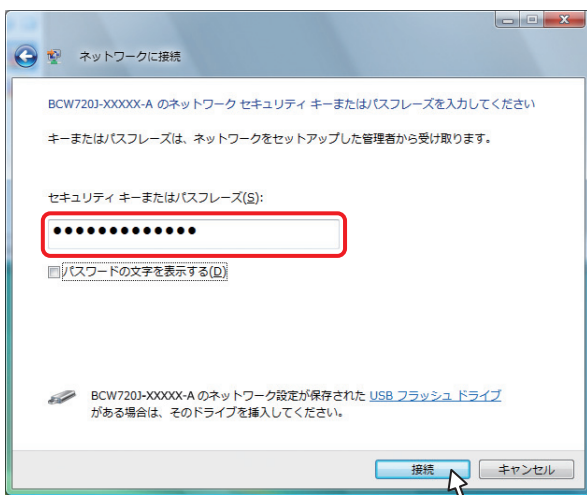 ネットワークに接続
BCW720J-XXXXX-A のネットワーク セキュリティ キーまたはパスフレーズを入力してください
キーまたはパスフレーズは、ネットワークをセットアップした管理者から受け取ります。
セキュリティ キーまたはパスフレーズ(S):
●●●●●●●●●●●●●
パスワードの文字を表示する(D)
BCW720J-XXXXX-A のネットワーク設定が保存された USB フラッシュ ドライブ
がある場合は、そのドライブを挿入してください。
接続
キャンセル